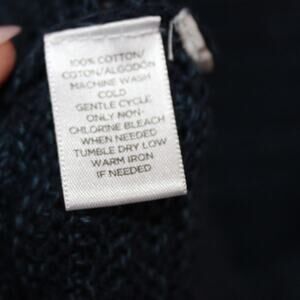 100% COTTON/
COTON/ALGODÓN
MACHINE WASH
COLD
GENTLE CYCLE
ONLY NON-
CHLORINE BLEACH
WHEN NEEDED
TUMBLE DRY LOW
WARM IRON
IF NEEDED